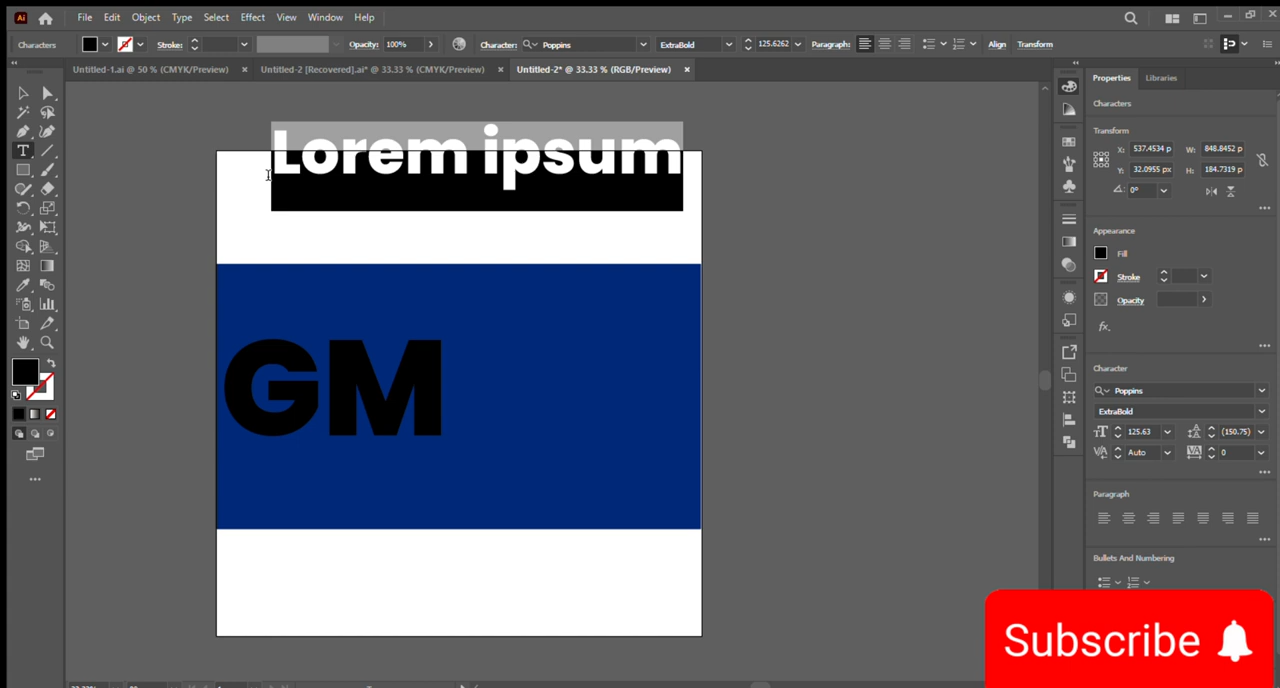 Ai File Edit Object Type Select Effect View Window Help
Characters Stroke: Opacity: 100% Character: Poppins ExtraBold 125.6262 Paragraph: Align Transform
Untitled-1.ai @ 50 % (CMYK/Preview) × Untitled-2 [Recovered].ai* @ 33.33 % (CMYK/Preview) × Untitled-2* @ 33.33 % (RGB/Preview) ×
Properties Libraries
Characters
Transform
X: 537.4534 p W: 848.8452 p
Y: 32.0955 px H: 184.7319 p
0°
Appearance
Fill
Stroke
Opacity
fx.
Character
Poppins
ExtraBold
125.63 (150.75)
Auto 0
Paragraph
Bullets And Numbering
Lorem ipsum
GM
Subscribe